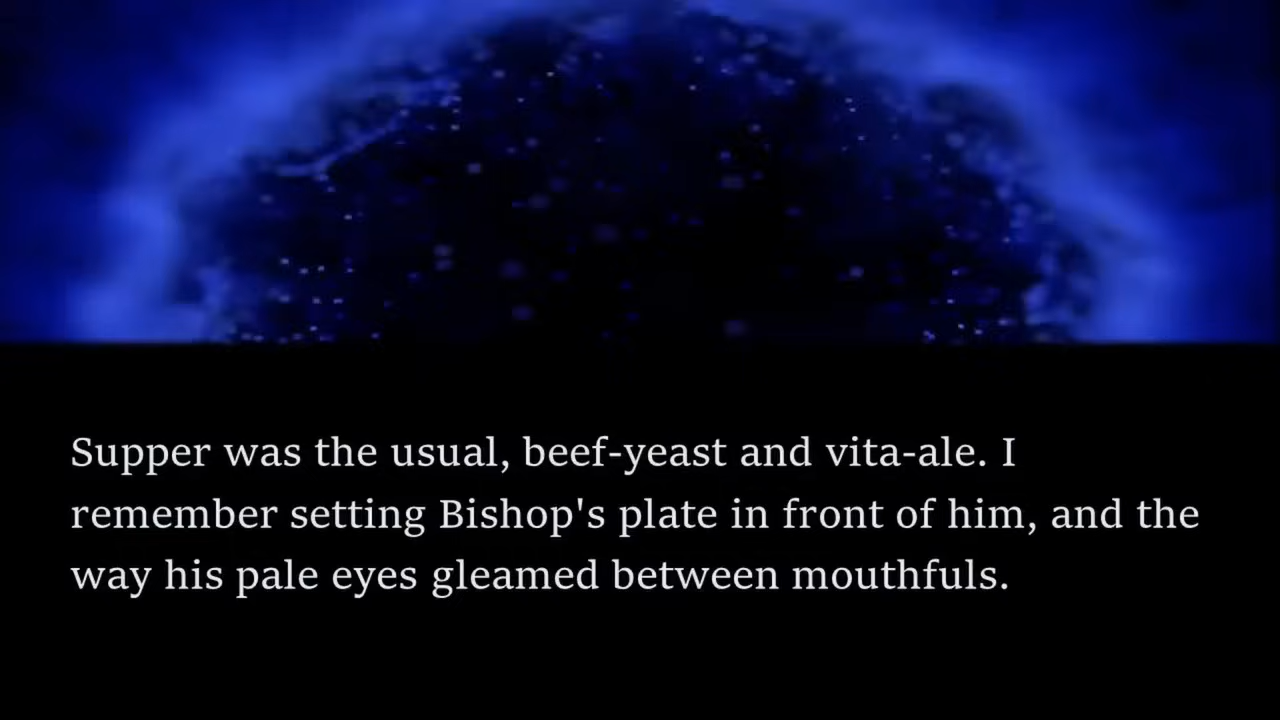 Supper was the usual, beef-yeast and vita-ale. I
remember setting Bishop's plate in front of him, and the
way his pale eyes gleamed between mouthfuls.